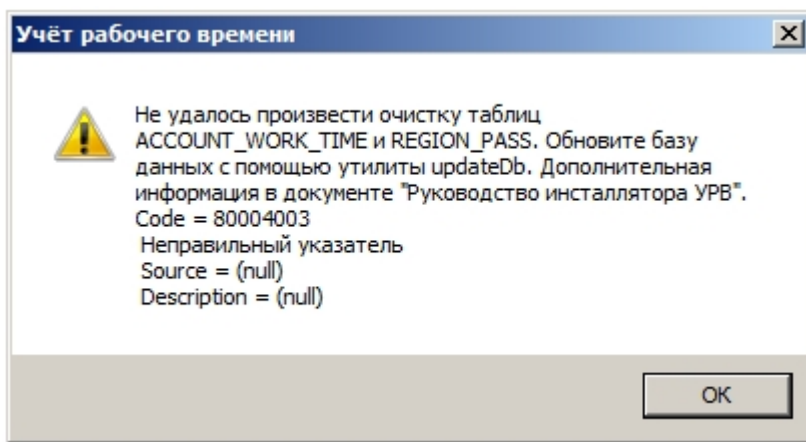 Учёт рабочего времени
Не удалось произвести очистку таблиц
ACCOUNT_WORK_TIME и REGION_PASS. Обновите базу
данных с помощью утилиты updateDb. Дополнительная
информация в документе "Руководство инсталлятора УРВ".
Code = 80004003
Неправильный указатель
Source = (null)
Description = (null)
OK